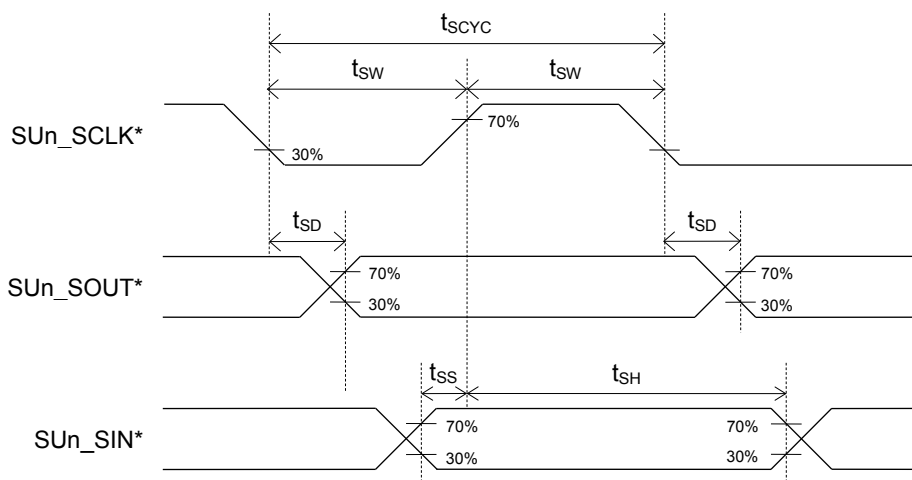 tSCYC
tSW tSW
SUn_SCLK*
70%
30%
tSD tSD
SUn_SOUT*
70% 70%
30% 30%
tSS tSH
SUn_SIN*
70% 70%
30% 30%